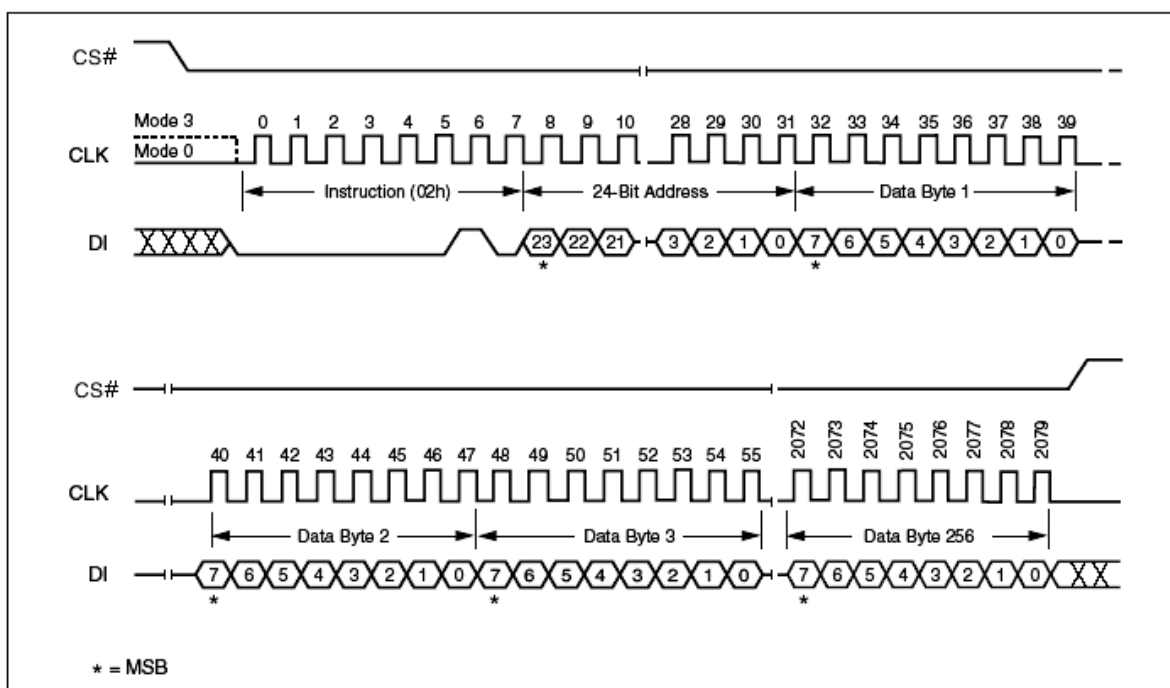 CS#
Mode 3
0 1 2 3 4 5 6 7 8 9 10 28 29 30 31 32 33 34 35 36 37 38 39
CLK
Mode 0
Instruction (02h) 24-Bit Address Data Byte 1
DI 23 22 21 3 2 1 0 7 6 5 4 3 2 1 0
* *
CS#
40 41 42 43 44 45 46 47 48 49 50 51 52 53 54 55 2072 2073 2074 2075 2076 2077 2078 2079
CLK
Data Byte 2 Data Byte 3 Data Byte 256
DI 7 6 5 4 3 2 1 0 7 6 5 4 3 2 1 0 7 6 5 4 3 2 1 0
* * *
* = MSB